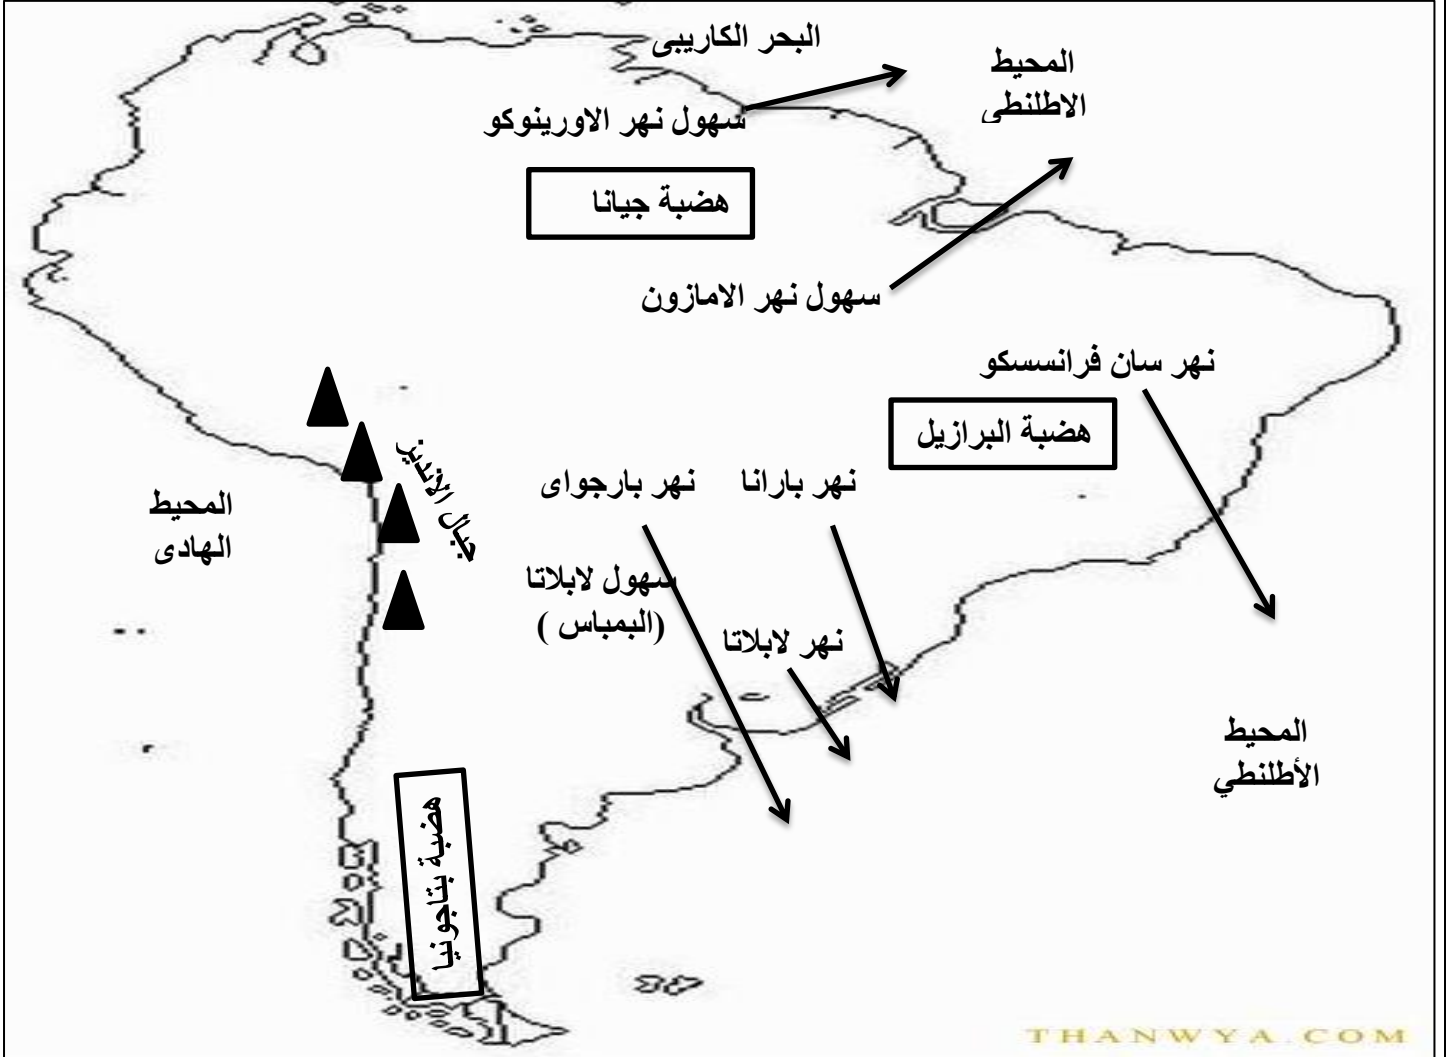 البحر الكاريبى
المحيط
الاطلنطى
سهول نهر الاورينوكو
هضبة جيانا
سهول نهر الامازون
نهر سان فرانسسكو
هضبة البرازيل
جبال الانديز
نهر بارجواى
نهر بارانا
المحيط
الهادى
سهول لابلاتا
(البمباس )
نهر لابلاتا
المحيط
الأطلنطي
هضبة بتاجونيا
THANWYA.COM